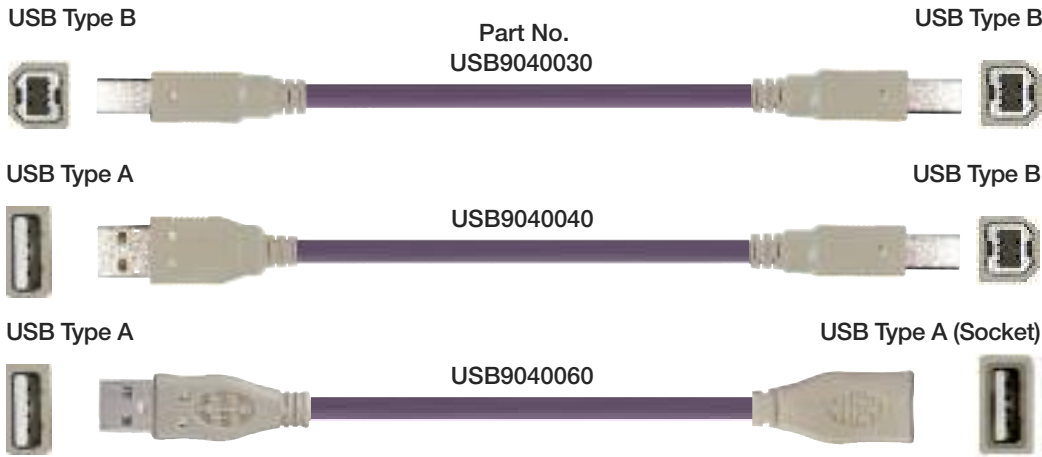 USB Type B
Part No.
USB Type B
USB9040030
USB Type A
USB Type B
USB9040040
USB Type A
USB Type A (Socket)
USB9040060